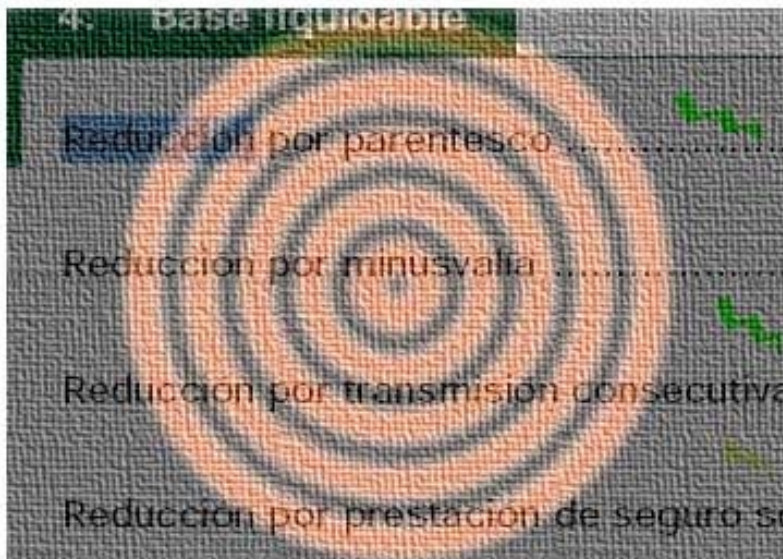 4. Base liquidable
Reducción por parentesco ................
Reducción por minusvalía ................
Reducción por transmisión consecutiva
Reducción por prestación de seguro